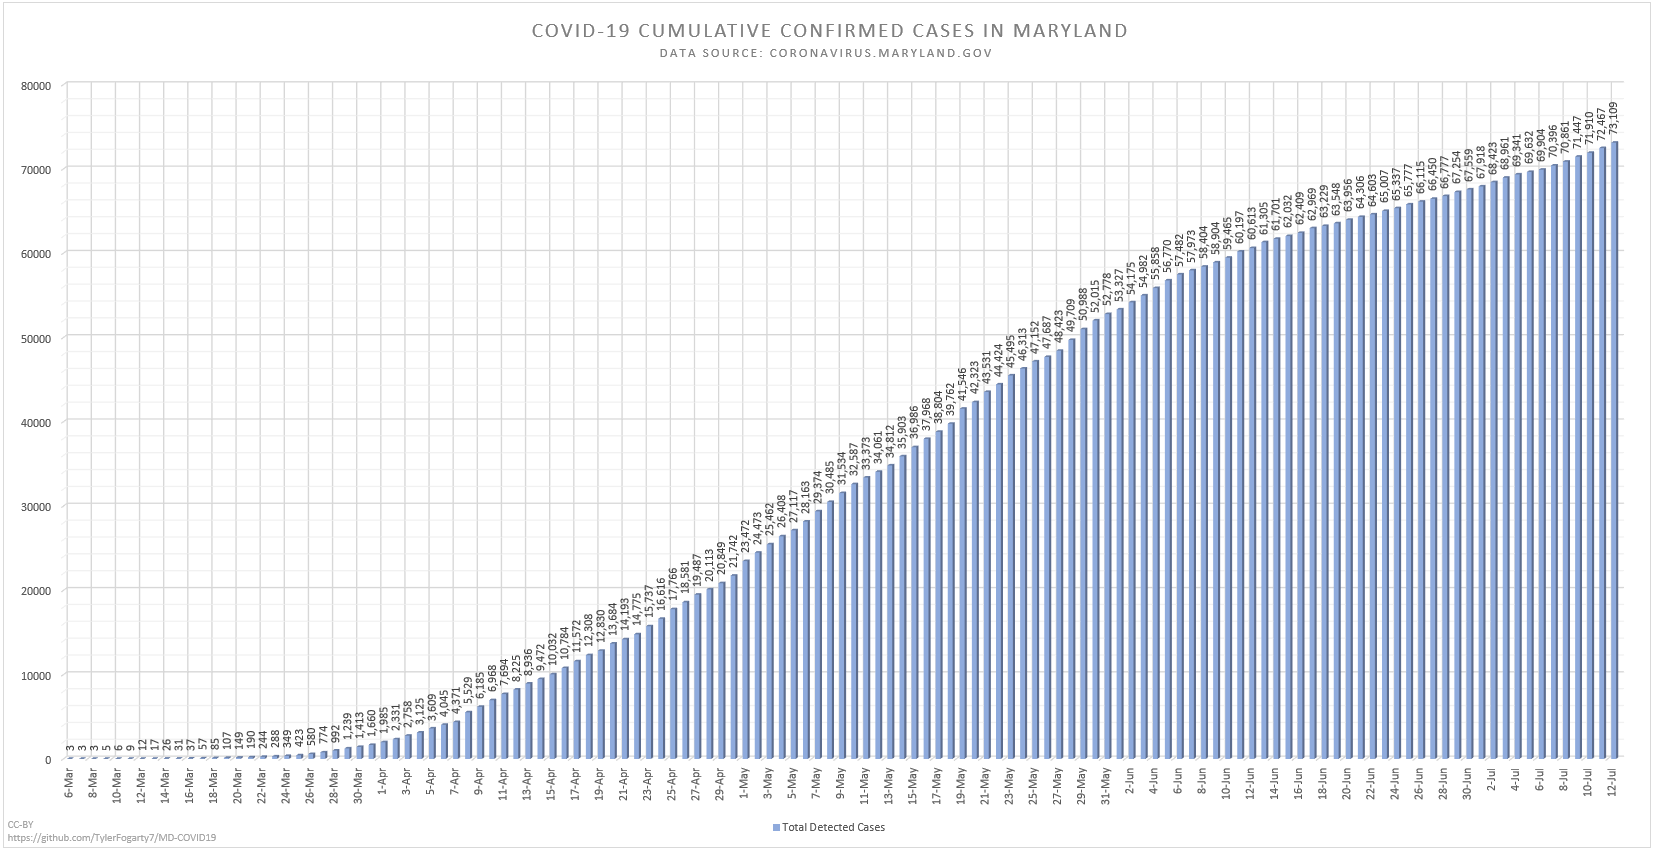 COVID-19 CUMULATIVE CONFIRMED CASES IN MARYLAND
DATA SOURCE: CORONAVIRUS.MARYLAND.GOV
80000
70000
60000
50000
40000
30000
20000
10000
0
3
3
3
5
6
9
12
17
26
31
37
57
85
107
149
190
244
288
349
423
580
774
992
1,239
1,413
1,660
1,985
2,331
2,758
3,125
3,609
4,045
4,371
5,529
6,185
6,968
7,694
8,225
8,936
9,472
10,032
10,784
11,572
12,308
12,830
13,684
14,193
14,775
15,737
16,616
17,766
18,581
19,487
20,113
20,849
21,742
23,472
24,473
25,462
26,408
27,117
28,163
29,374
30,485
31,534
32,587
33,373
34,061
34,812
35,903
36,986
37,968
38,804
39,762
41,546
42,323
43,531
44,424
45,495
46,313
47,152
47,687
48,423
49,709
50,988
52,015
52,778
53,327
54,175
54,982
55,858
56,770
57,482
57,973
58,404
58,904
59,465
60,197
60,613
61,305
61,701
62,032
62,409
62,969
63,229
63,548
63,956
64,306
64,603
65,007
65,337
65,777
66,115
66,450
66,777
67,254
67,559
67,918
68,423
68,961
69,341
69,632
69,904
70,396
70,861
71,447
71,910
72,467
73,109
6-Mar
8-Mar
10-Mar
12-Mar
14-Mar
16-Mar
18-Mar
20-Mar
22-Mar
24-Mar
26-Mar
28-Mar
30-Mar
1-Apr
3-Apr
5-Apr
7-Apr
9-Apr
11-Apr
13-Apr
15-Apr
17-Apr
19-Apr
21-Apr
23-Apr
25-Apr
27-Apr
29-Apr
1-May
3-May
5-May
7-May
9-May
11-May
13-May
15-May
17-May
19-May
21-May
23-May
25-May
27-May
29-May
31-May
2-Jun
4-Jun
6-Jun
8-Jun
10-Jun
12-Jun
14-Jun
16-Jun
18-Jun
20-Jun
22-Jun
24-Jun
26-Jun
28-Jun
30-Jun
2-Jul
4-Jul
6-Jul
8-Jul
10-Jul
12-Jul
Total Detected Cases
CC-BY
https://github.com/TylerFogarty7/MD-COVID19